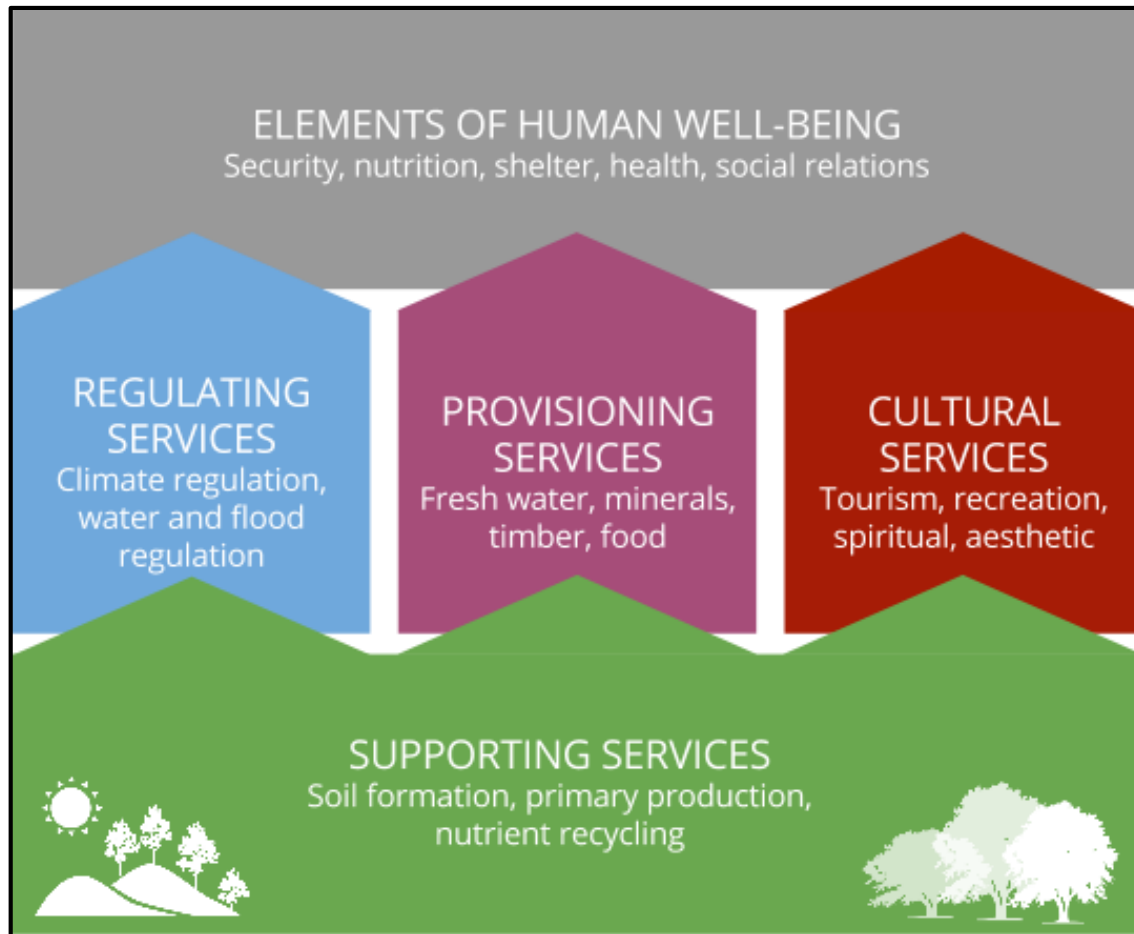 ELEMENTS OF HUMAN WELL-BEING
Security, nutrition, shelter, health, social relations
REGULATING
SERVICES
Climate regulation,
water and flood
regulation
PROVISIONING
SERVICES
Fresh water, minerals,
timber, food
CULTURAL
SERVICES
Tourism, recreation,
spiritual, aesthetic
SUPPORTING SERVICES
Soil formation, primary production,
nutrient recycling